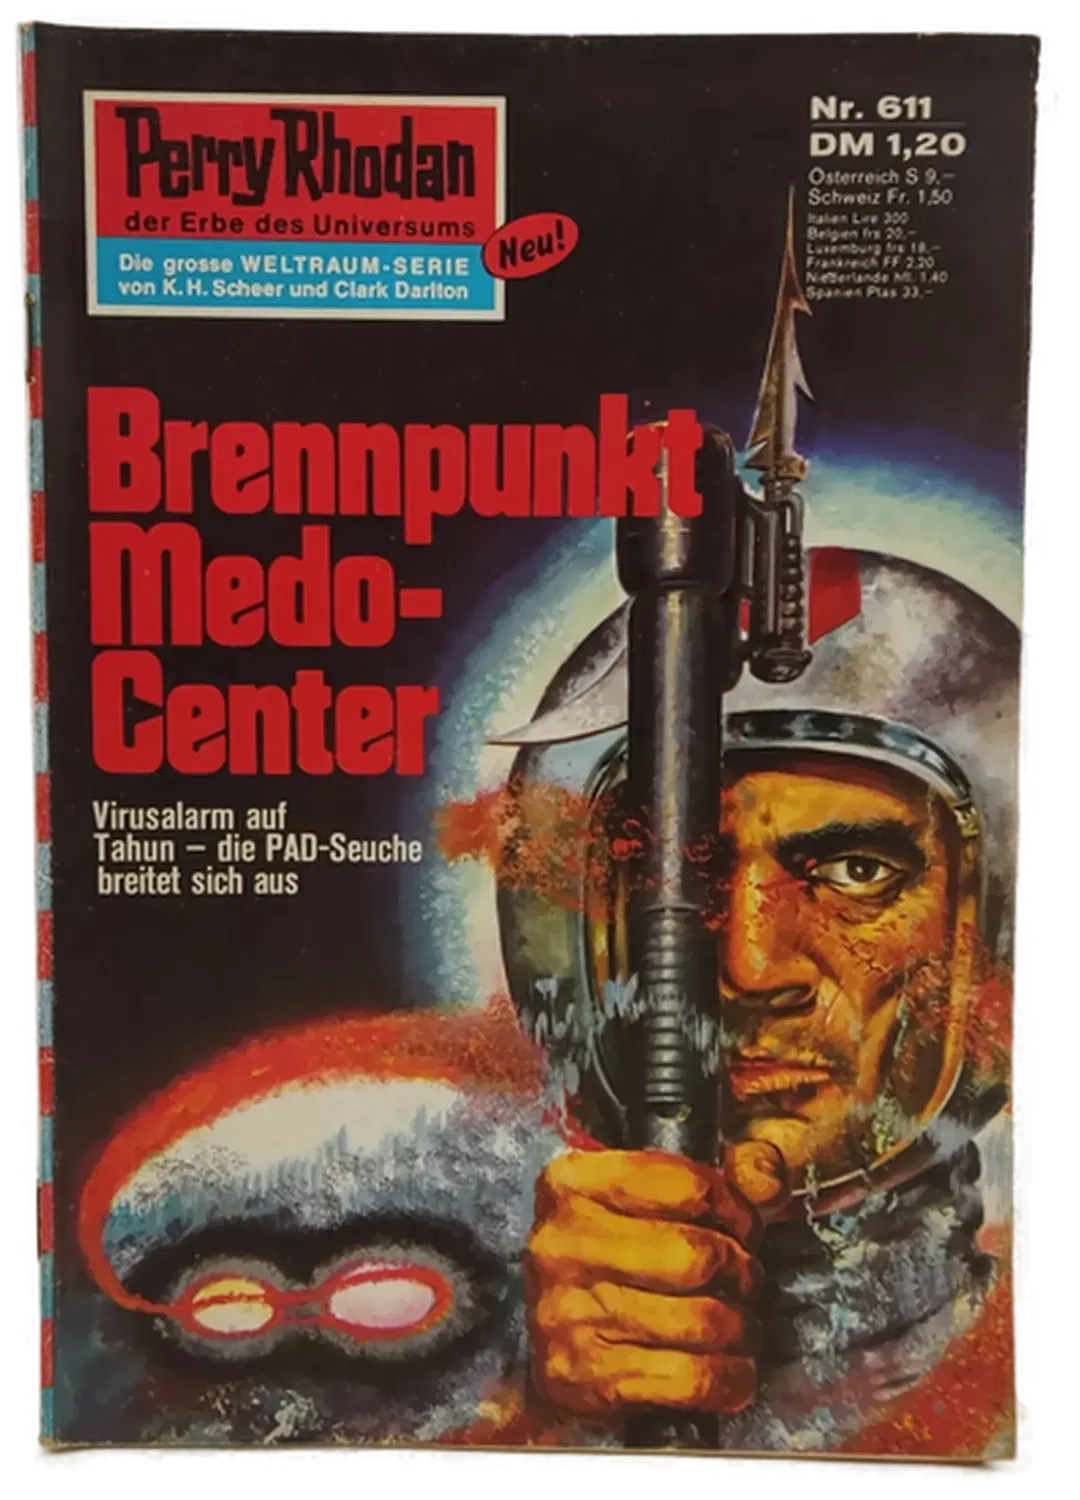 Perry Rhodan
der Erbe des Universums
Die grosse WELTRAUM-SERIE
von K.H. Scheer und Clark Darlton
Neu!
Nr. 611
DM 1,20
Österreich S 9,-
Schweiz Fr. 1,50
Italien Lire 300
Belgien frs 20,-
Luxemburg frs 18,-
Frankreich FF 2,20
Niederlande hfl. 1,40
Spanien Ptas 33,-
Brennpunkt
Medo-
Center
Virusalarm auf
Tahun – die PAD-Seuche
breitet sich aus